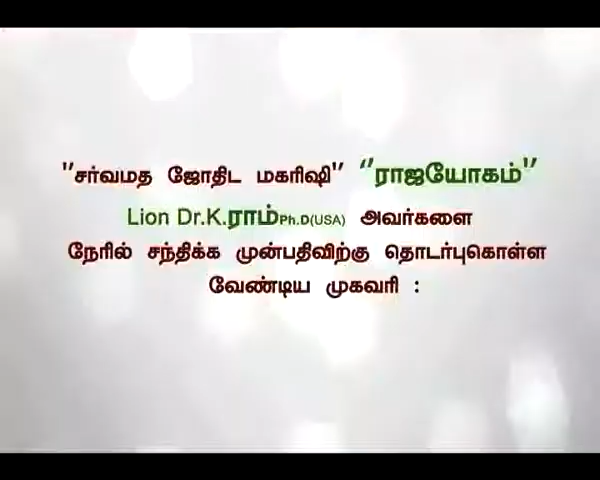 "சர்வமத ஜோதிட மகரிஷி" "ராஜயோகம்"
Lion Dr.K.ராம்Ph.D(USA) அவர்களை
நேரில் சந்திக்க முன்பதிவிற்கு தொடர்புகொள்ள
வேண்டிய முகவரி :